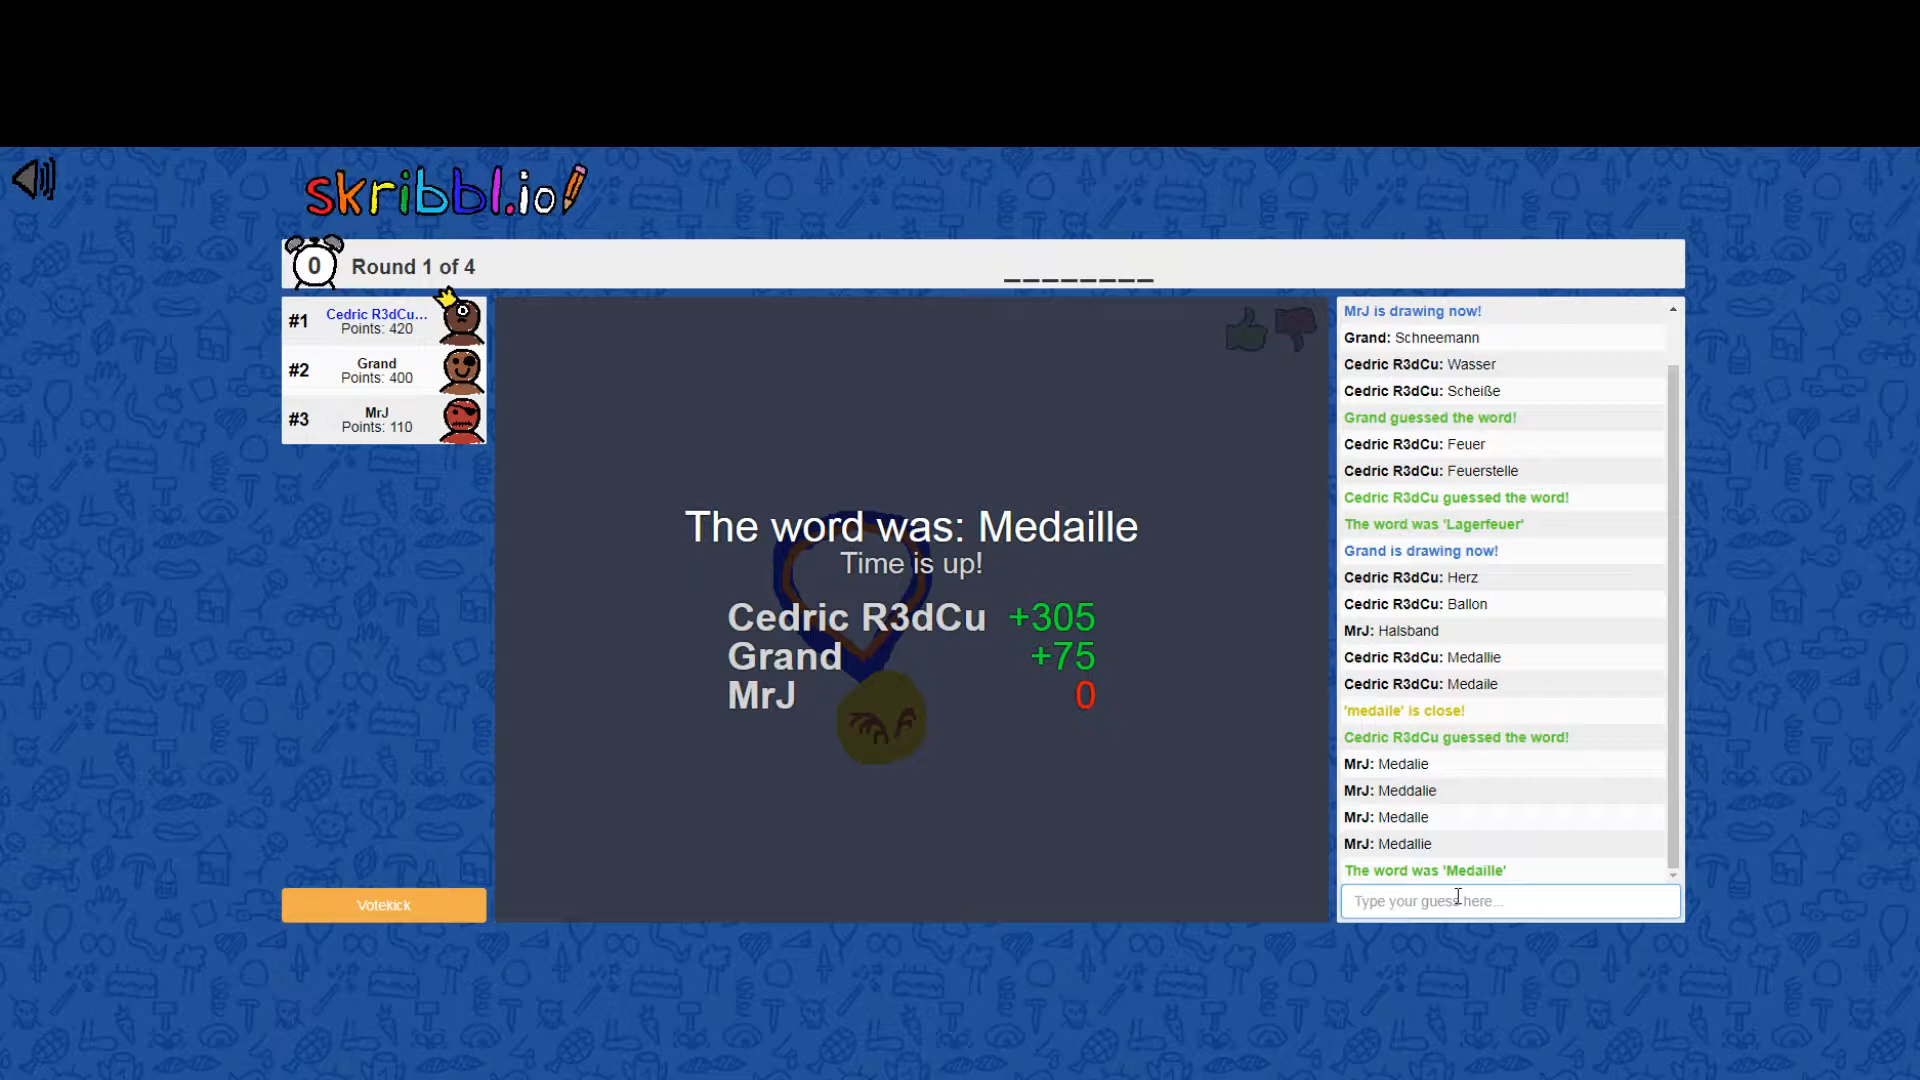 skribbl.io
0
Round 1 of 4
________
#1
Cedric R3dCu...
Points: 420
#2
Grand
Points: 400
#3
MrJ
Points: 110
Votekick
The word was: Medaille
Time is up!
Cedric R3dCu +305
Grand +75
MrJ 0
MrJ is drawing now!
Grand: Schneemann
Cedric R3dCu: Wasser
Cedric R3dCu: Scheiße
Grand guessed the word!
Cedric R3dCu: Feuer
Cedric R3dCu: Feuerstelle
Cedric R3dCu guessed the word!
The word was 'Lagerfeuer'
Grand is drawing now!
Cedric R3dCu: Herz
Cedric R3dCu: Ballon
MrJ: Halsband
Cedric R3dCu: Medallie
Cedric R3dCu: Medaile
'medaile' is close!
Cedric R3dCu guessed the word!
MrJ: Medalie
MrJ: Meddalie
MrJ: Medalle
MrJ: Medallie
The word was 'Medaille'
Type your guess here...